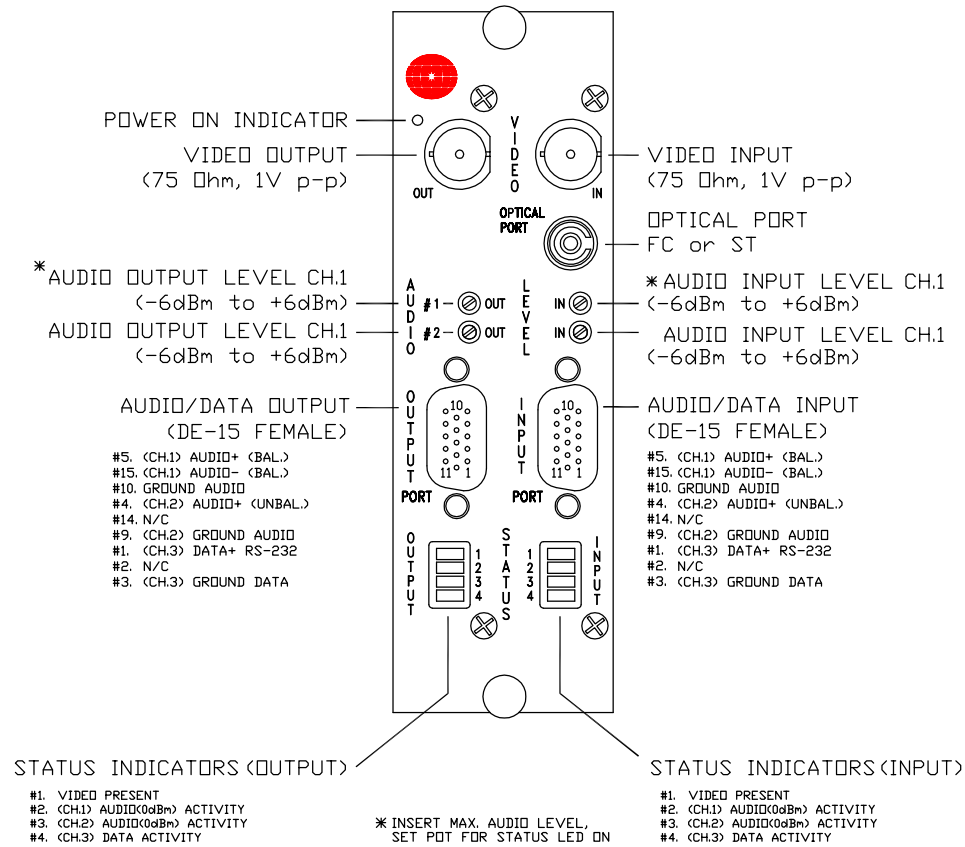 POWER ON INDICATOR
VIDEO OUTPUT
(75 Ohm, 1V p-p)
VIDEO
OUT
IN
VIDEO INPUT
(75 Ohm, 1V p-p)
OPTICAL
PORT
OPTICAL PORT
FC or ST
*AUDIO OUTPUT LEVEL CH.1
(-6dBm to +6dBm)
AUDIO OUTPUT LEVEL CH.1
(-6dBm to +6dBm)
AUDIO
#1 OUT
#2 OUT
LEVEL
IN
IN
*AUDIO INPUT LEVEL CH.1
(-6dBm to +6dBm)
AUDIO INPUT LEVEL CH.1
(-6dBm to +6dBm)
AUDIO/DATA OUTPUT
(DE-15 FEMALE)
#5. (CH.1) AUDIO+ (BAL.)
#15. (CH.1) AUDIO- (BAL.)
#10. GROUND AUDIO
#4. (CH.2) AUDIO+ (UNBAL.)
#14. N/C
#9. (CH.2) GROUND AUDIO
#1. (CH.3) DATA+ RS-232
#2. N/C
#3. (CH.3) GROUND DATA
OUTPUT
PORT
10
11 1
INPUT
PORT
10
11 1
AUDIO/DATA INPUT
(DE-15 FEMALE)
#5. (CH.1) AUDIO+ (BAL.)
#15. (CH.1) AUDIO- (BAL.)
#10. GROUND AUDIO
#4. (CH.2) AUDIO+ (UNBAL.)
#14. N/C
#9. (CH.2) GROUND AUDIO
#1. (CH.3) DATA+ RS-232
#2. N/C
#3. (CH.3) GROUND DATA
OUTPUT
1
2
3
4
STATUS
1
2
3
4
INPUT
STATUS INDICATORS (OUTPUT)
#1. VIDEO PRESENT
#2. (CH.1) AUDIO(0dBm) ACTIVITY
#3. (CH.2) AUDIO(0dBm) ACTIVITY
#4. (CH.3) DATA ACTIVITY
* INSERT MAX. AUDIO LEVEL,
SET POT FOR STATUS LED ON
STATUS INDICATORS (INPUT)
#1. VIDEO PRESENT
#2. (CH.1) AUDIO(0dBm) ACTIVITY
#3. (CH.2) AUDIO(0dBm) ACTIVITY
#4. (CH.3) DATA ACTIVITY